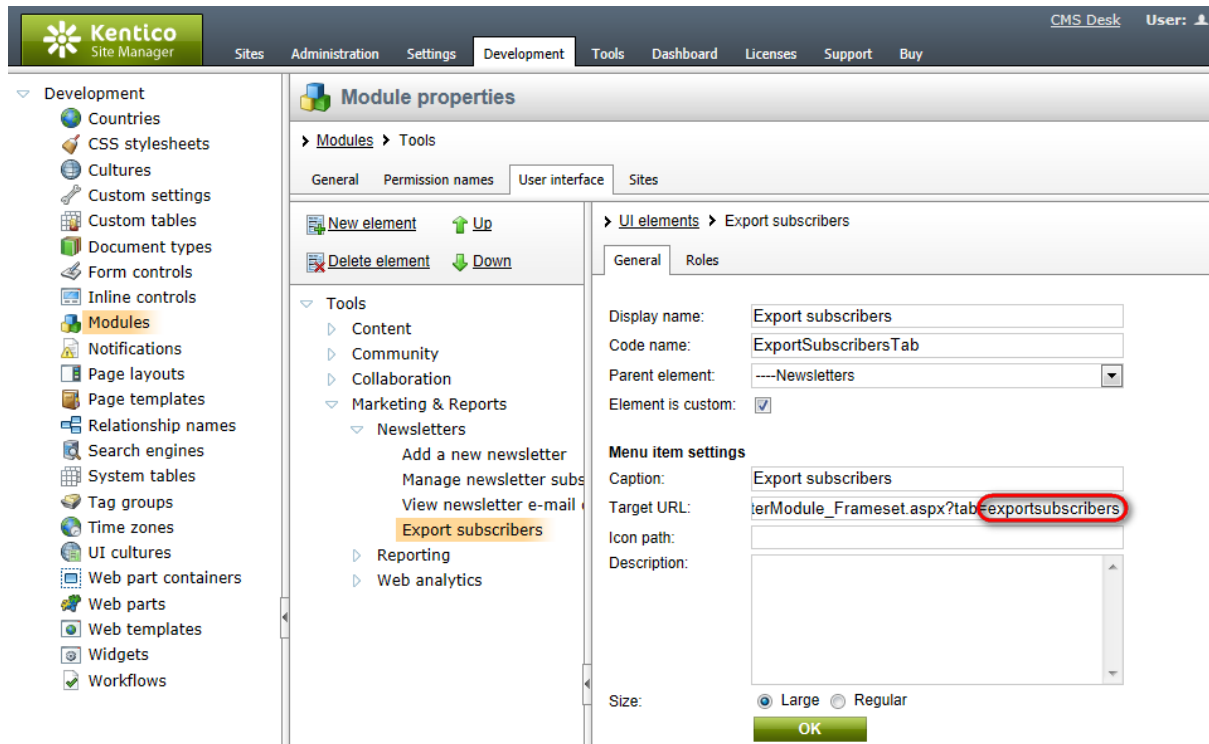 CMS Desk User:
Kentico
Site Manager
Sites Administration Settings Development Tools Dashboard Licenses Support Buy
Development
Countries
CSS stylesheets
Cultures
Custom settings
Custom tables
Document types
Form controls
Inline controls
Modules
Notifications
Page layouts
Page templates
Relationship names
Search engines
System tables
Tag groups
Time zones
UI cultures
Web part containers
Web parts
Web templates
Widgets
Workflows
Module properties
Modules Tools
General Permission names User interface Sites
New element Up
Delete element Down
Tools
Content
Community
Collaboration
Marketing & Reports
Newsletters
Add a new newsletter
Manage newsletter subs
View newsletter e-mail
Export subscribers
Reporting
Web analytics
UI elements Export subscribers
General Roles
Display name: Export subscribers
Code name: ExportSubscribersTab
Parent element: ----Newsletters
Element is custom:
Menu item settings
Caption: Export subscribers
Target URL: terModule_Frameset.aspx?tab=exportsubscribers
Icon path:
Description:
Size: Large Regular
OK